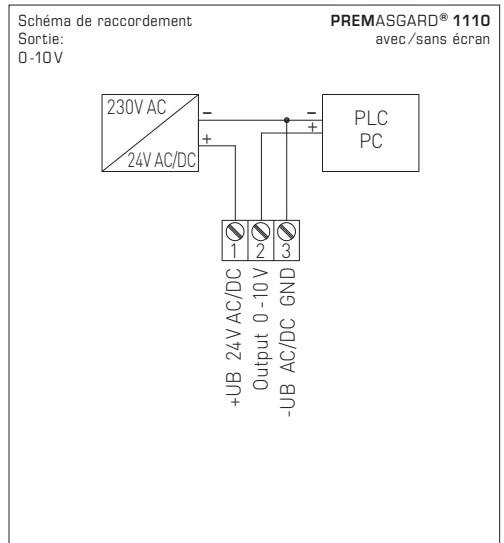 Schéma de raccordement
Sortie:
0-10 V
PREMASGARD® 1110
avec/sans écran
230V AC
24V AC/DC
–
+
–
+
PLC
PC
1 2 3
+UB 24V AC/DC
Output 0-10 V
-UB AC/DC GND